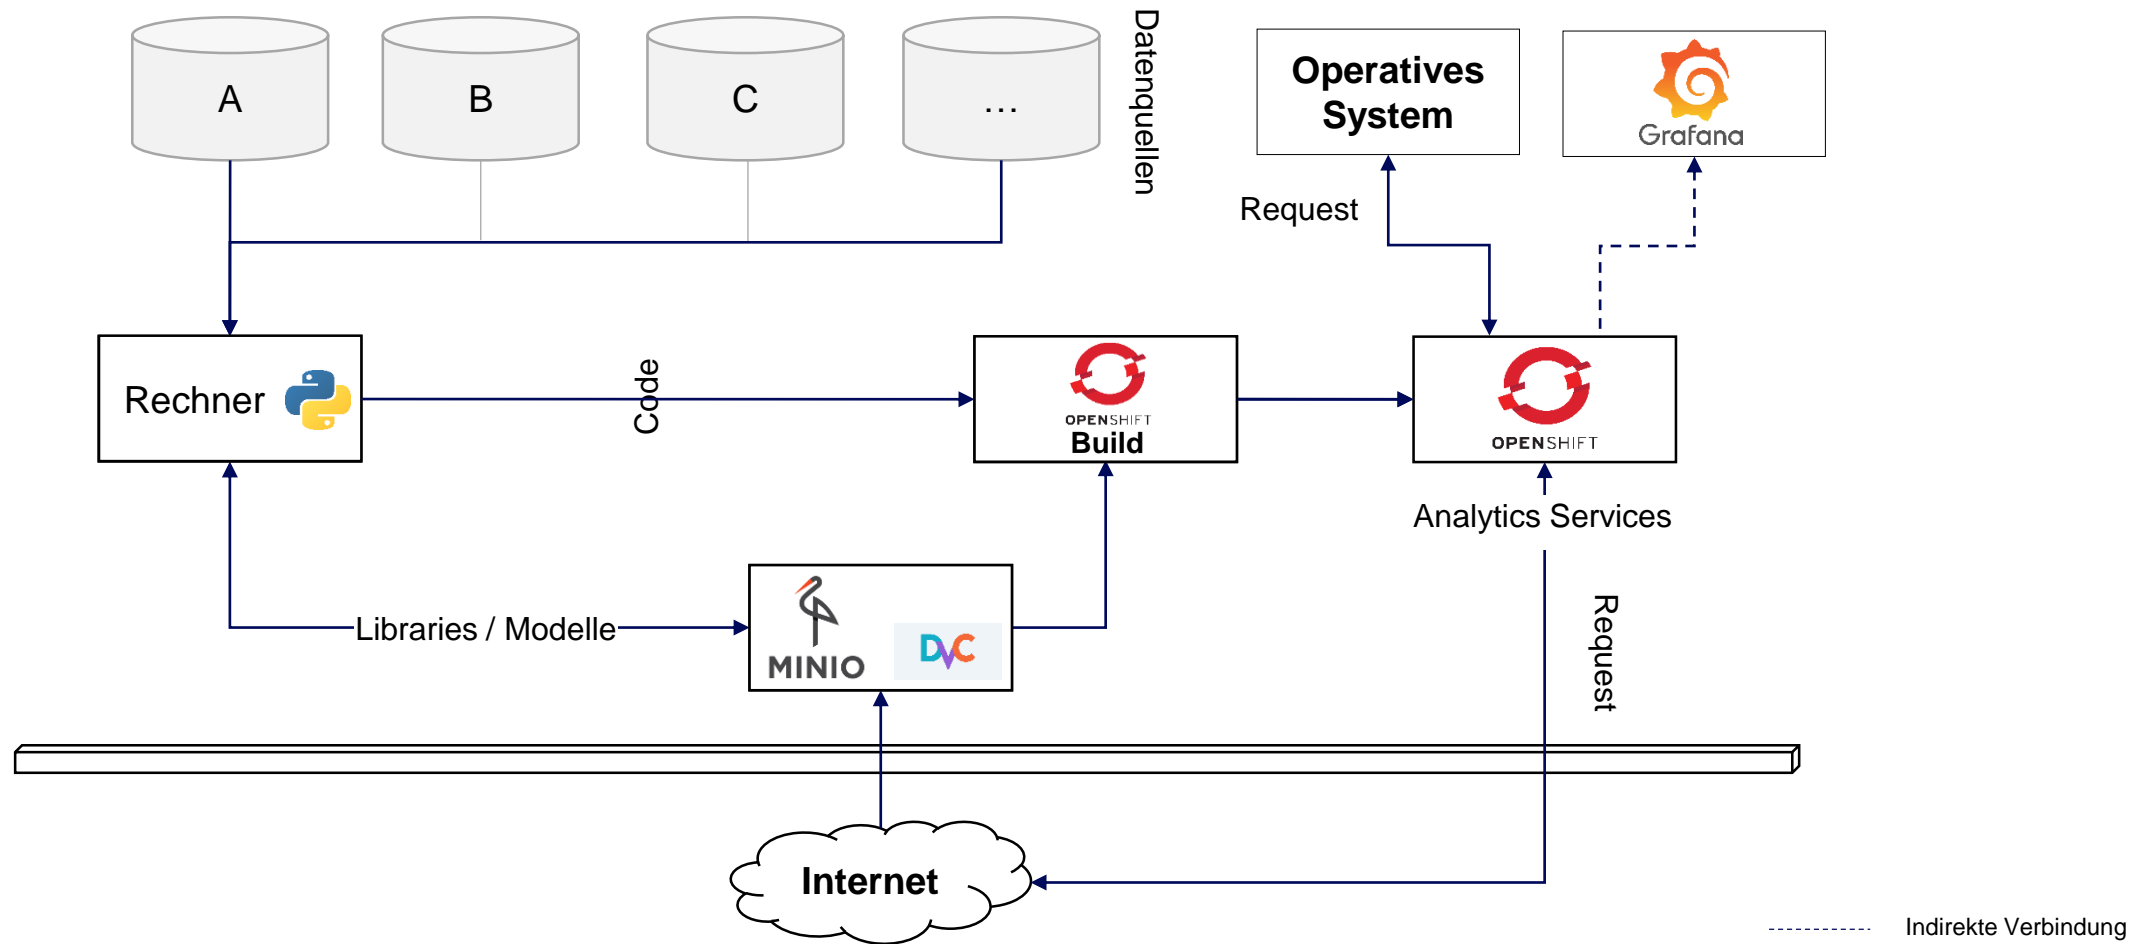 A
B
C
...
Datenquellen
Operatives
System
Grafana
Request
Rechner
Code
OPENSHIFT
Build
OPENSHIFT
Analytics Services
Libraries / Modelle
MINIO
DVC
Request
Internet
Indirekte Verbindung